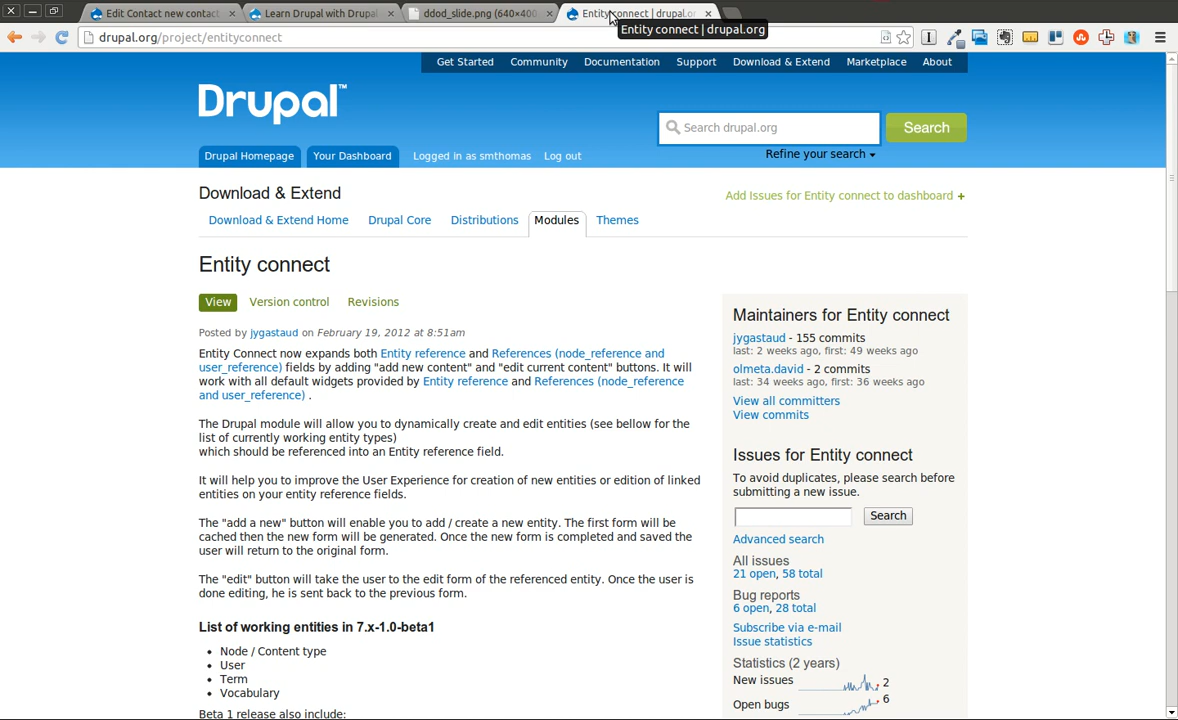 Edit Contact new contact
Learn Drupal with Drupal
ddod_slide.png (640×400
Entity connect | drupal.or
Entity connect | drupal.org
drupal.org/project/entityconnect
Get Started Community Documentation Support Download & Extend Marketplace About
Drupal™
Search drupal.org
Search
Refine your search
Drupal Homepage Your Dashboard Logged in as smthomas Log out
Download & Extend
Add Issues for Entity connect to dashboard +
Download & Extend Home Drupal Core Distributions Modules Themes
Entity connect
View Version control Revisions
Posted by jygastaud on February 19, 2012 at 8:51am
Entity Connect now expands both Entity reference and References (node_reference and
user_reference) fields by adding "add new content" and "edit current content" buttons. It will
work with all default widgets provided by Entity reference and References (node_reference
and user_reference) .
The Drupal module will allow you to dynamically create and edit entities (see bellow for the
list of currently working entity types)
which should be referenced into an Entity reference field.
It will help you to improve the User Experience for creation of new entities or edition of linked
entities on your entity reference fields.
The "add a new" button will enable you to add / create a new entity. The first form will be
cached then the new form will be generated. Once the new form is completed and saved the
user will return to the original form.
The "edit" button will take the user to the edit form of the referenced entity. Once the user is
done editing, he is sent back to the previous form.
List of working entities in 7.x-1.0-beta1
• Node / Content type
• User
• Term
• Vocabulary
Beta 1 release also include:
Maintainers for Entity connect
jygastaud - 155 commits
last: 2 weeks ago, first: 49 weeks ago
olmeta.david - 2 commits
last: 34 weeks ago, first: 36 weeks ago
View all committers
View commits
Issues for Entity connect
To avoid duplicates, please search before
submitting a new issue.
Search
Advanced search
All issues
21 open, 58 total
Bug reports
6 open, 28 total
Subscribe via e-mail
Issue statistics
Statistics (2 years)
New issues 2
Open bugs 6